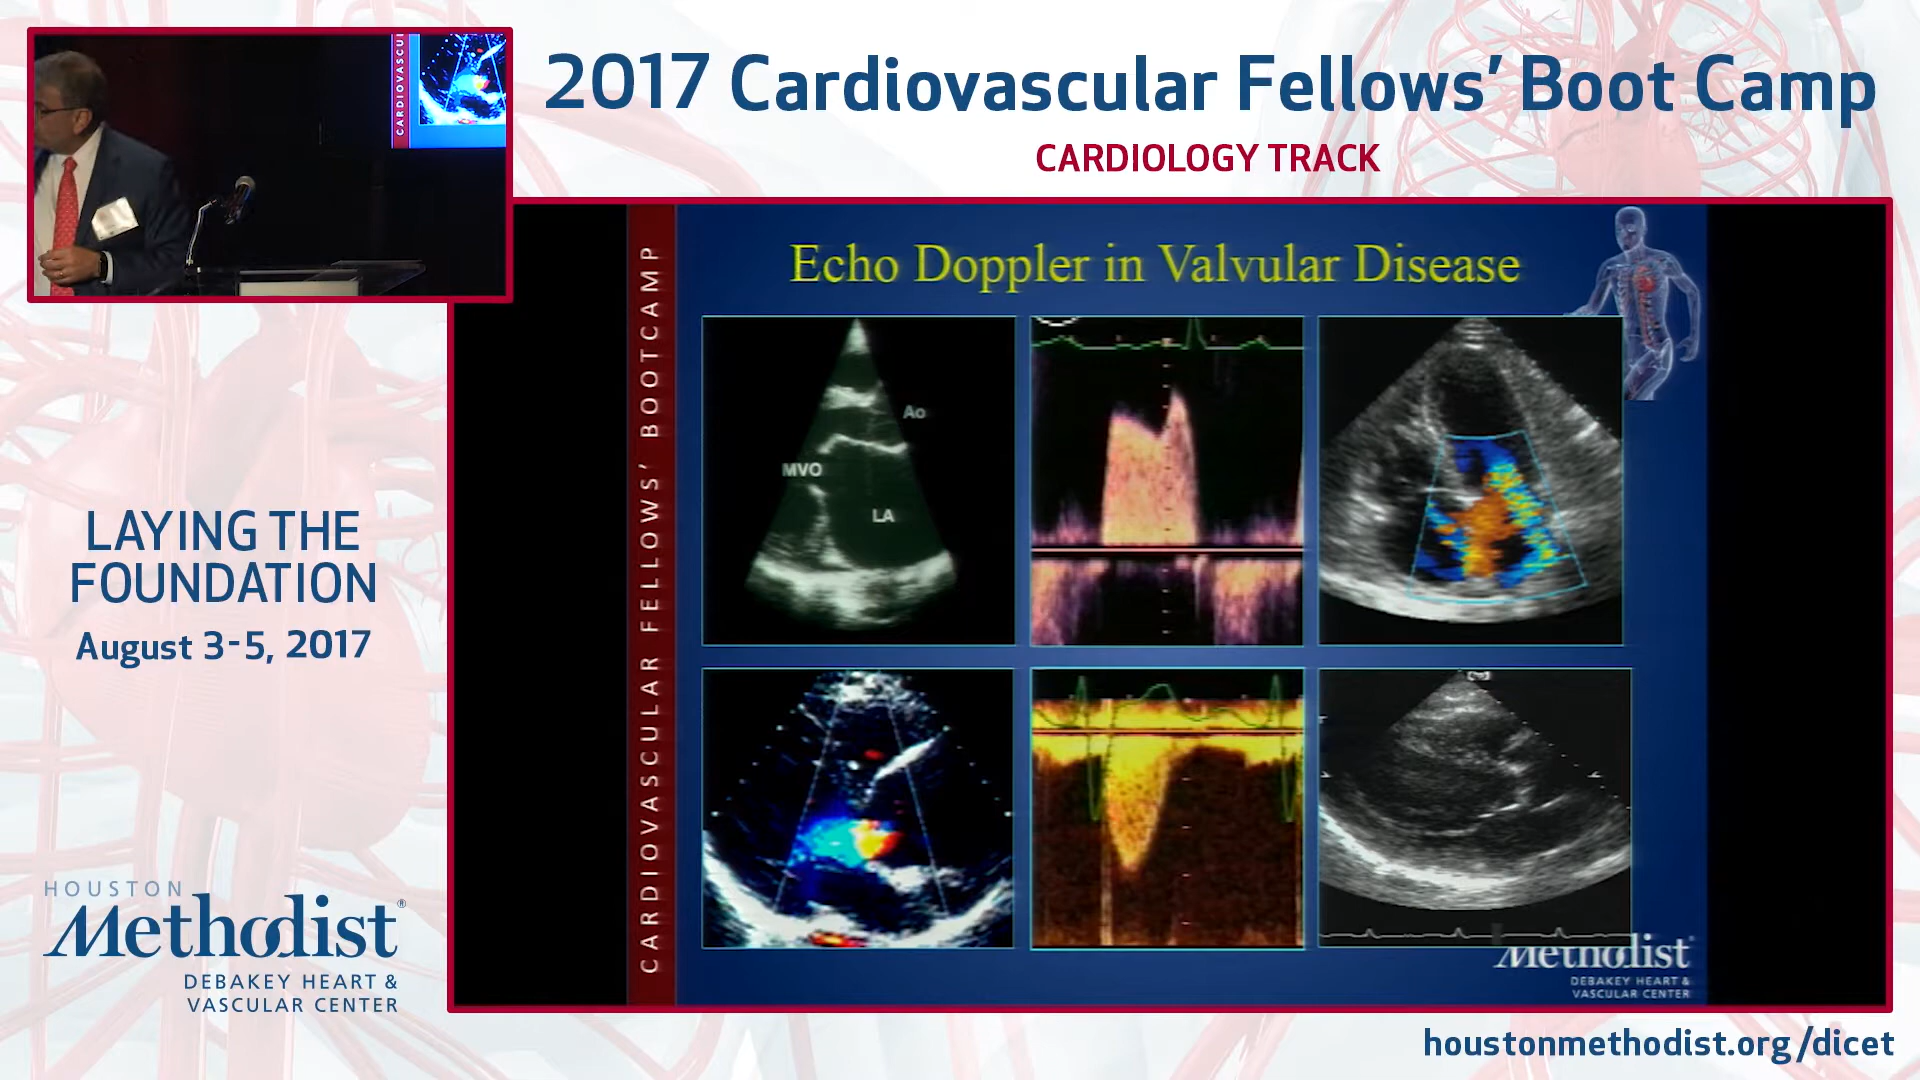 2017 Cardiovascular Fellows’ Boot Camp
CARDIOLOGY TRACK
LAYING THE
FOUNDATION
August 3-5, 2017
HOUSTON
Methodist®
DEBAKEY HEART &
VASCULAR CENTER
CARDIOVASCULAR FELLOWS’ BOOTCAMP
Echo Doppler in Valvular Disease
Ao
MVO
LA
Methodist
DEBAKEY HEART &
VASCULAR CENTER
houstonmethodist.org/dicet